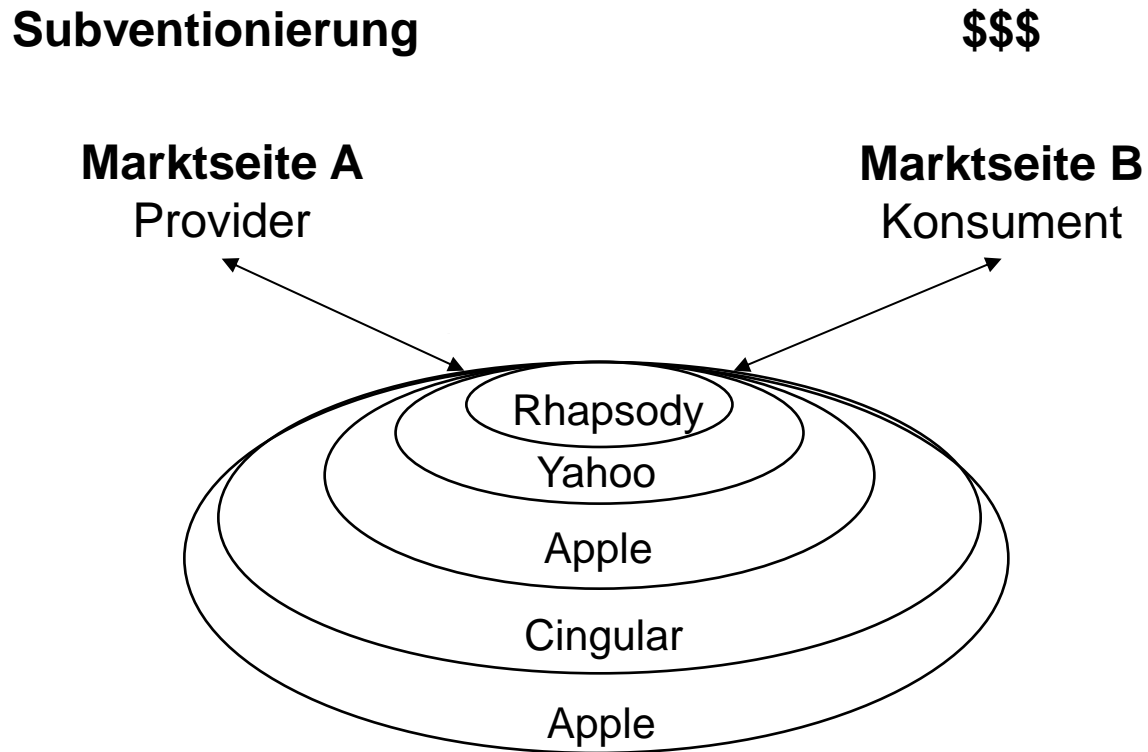 Subventionierung
$$$
Marktseite A
Provider
Marktseite B
Konsument
Rhapsody
Yahoo
Apple
Cingular
Apple